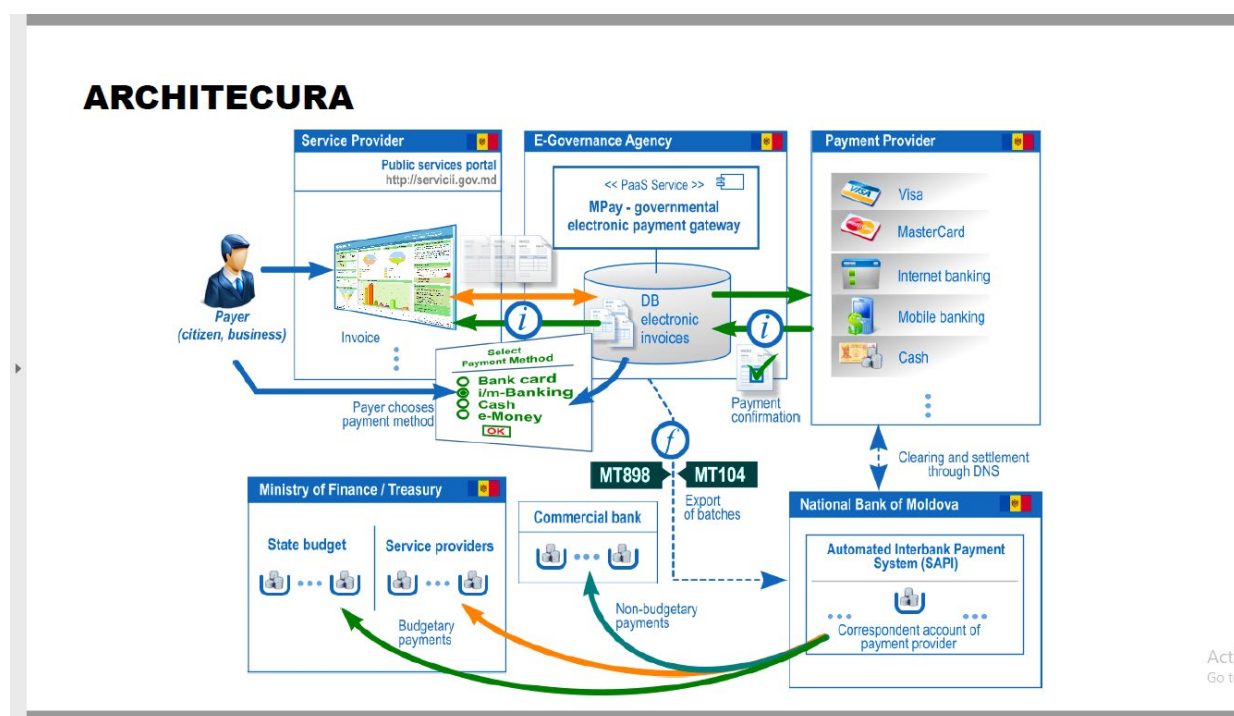 ARCHITECURA
Service Provider
Public services portal
http://servicii.gov.md
Payer
(citizen, business)
Invoice
Payer chooses
payment method
Select
Payment Method
Bank card
i/m-Banking
Cash
e-Money
OK
E-Governance Agency
<< PaaS Service >>
MPay - governmental
electronic payment gateway
DB
electronic
invoices
i
i
Payment
confirmation
Payment Provider
VISA
Visa
MasterCard
MasterCard
Internet banking
Mobile banking
Cash
Clearing and settlement
through DNS
f
MT898
MT104
Export
of batches
Ministry of Finance / Treasury
State budget
Service providers
Budgetary
payments
Commercial bank
Non-budgetary
payments
National Bank of Moldova
Automated Interbank Payment
System (SAPI)
Correspondent account of
payment provider
Act
Go t